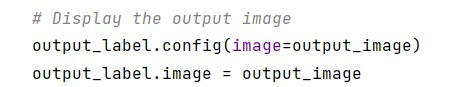 # Display the output image
output_label.config(image=output_image)
output_label.image = output_image